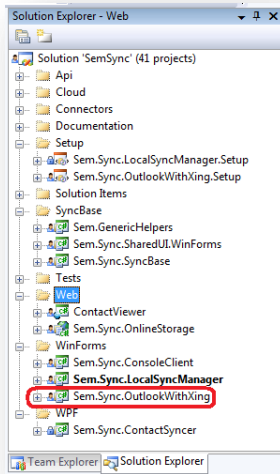 Solution Explorer - Web
Solution 'SemSync' (41 projects)
Api
Cloud
Connectors
Documentation
Setup
Sem.Sync.LocalSyncManager.Setup
Sem.Sync.OutlookWithXing.Setup
Solution Items
SyncBase
Sem.GenericHelpers
Sem.Sync.SharedUI.WinForms
Sem.Sync.SyncBase
Tests
Web
ContactViewer
Sem.Sync.OnlineStorage
WinForms
Sem.Sync.ConsoleClient
Sem.Sync.LocalSyncManager
Sem.Sync.OutlookWithXing
WPF
Sem.Sync.ContactSyncer
Team Explorer Solution Explorer